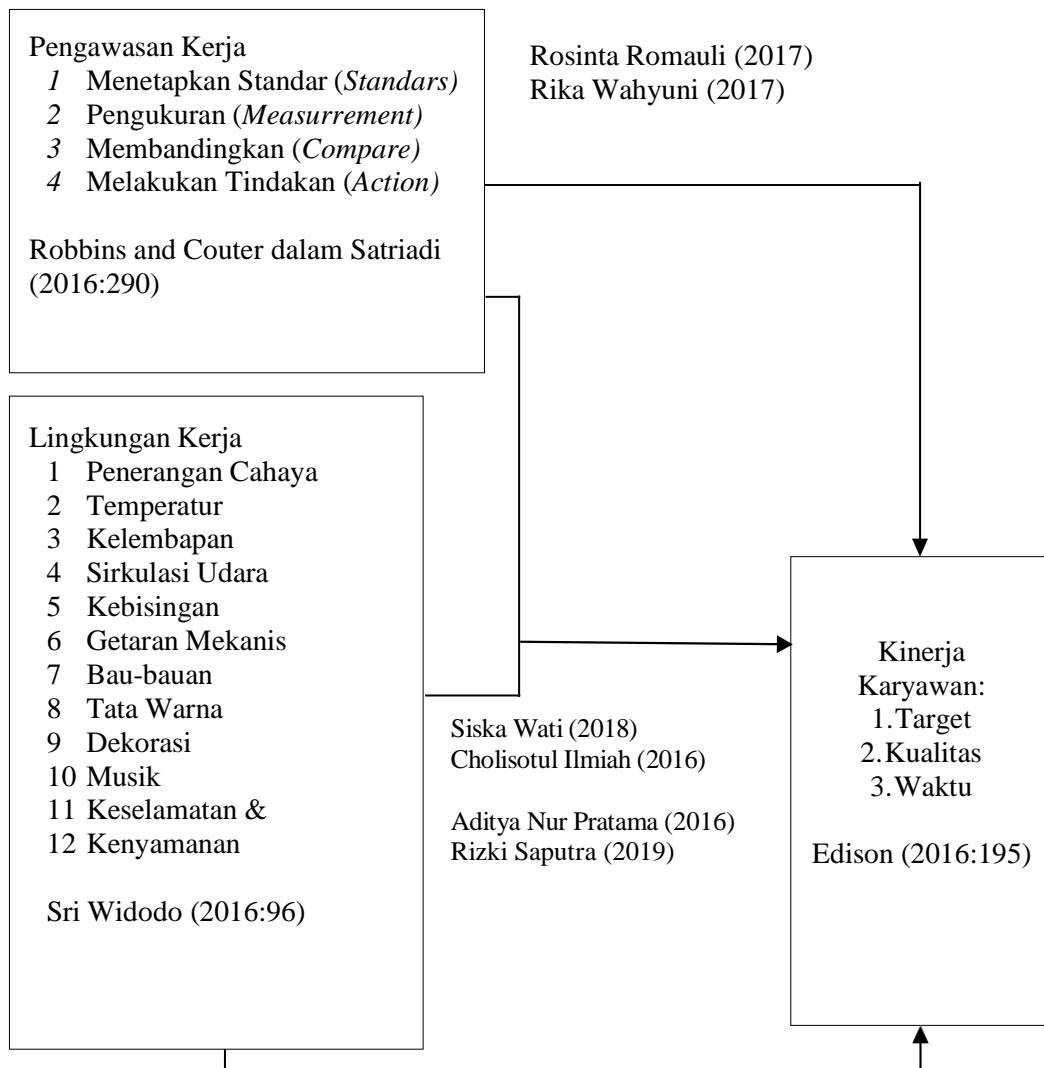 Pengawasan Kerja
1 Menetapkan Standar (Standars)
2 Pengukuran (Measurrement)
3 Membandingkan (Compare)
4 Melakukan Tindakan (Action)
Robbins and Couter dalam Satriadi
(2016:290)
Rosinta Romauli (2017)
Rika Wahyuni (2017)
Lingkungan Kerja
1 Penerangan Cahaya
2 Temperatur
3 Kelembapan
4 Sirkulasi Udara
5 Kebisingan
6 Getaran Mekanis
7 Bau-bauan
8 Tata Warna
9 Dekorasi
10 Musik
11 Keselamatan &
12 Kenyamanan
Sri Widodo (2016:96)
Siska Wati (2018)
Cholisotul Ilmiah (2016)
Aditya Nur Pratama (2016)
Rizki Saputra (2019)
Kinerja
Karyawan:
1.Target
2.Kualitas
3.Waktu
Edison (2016:195)